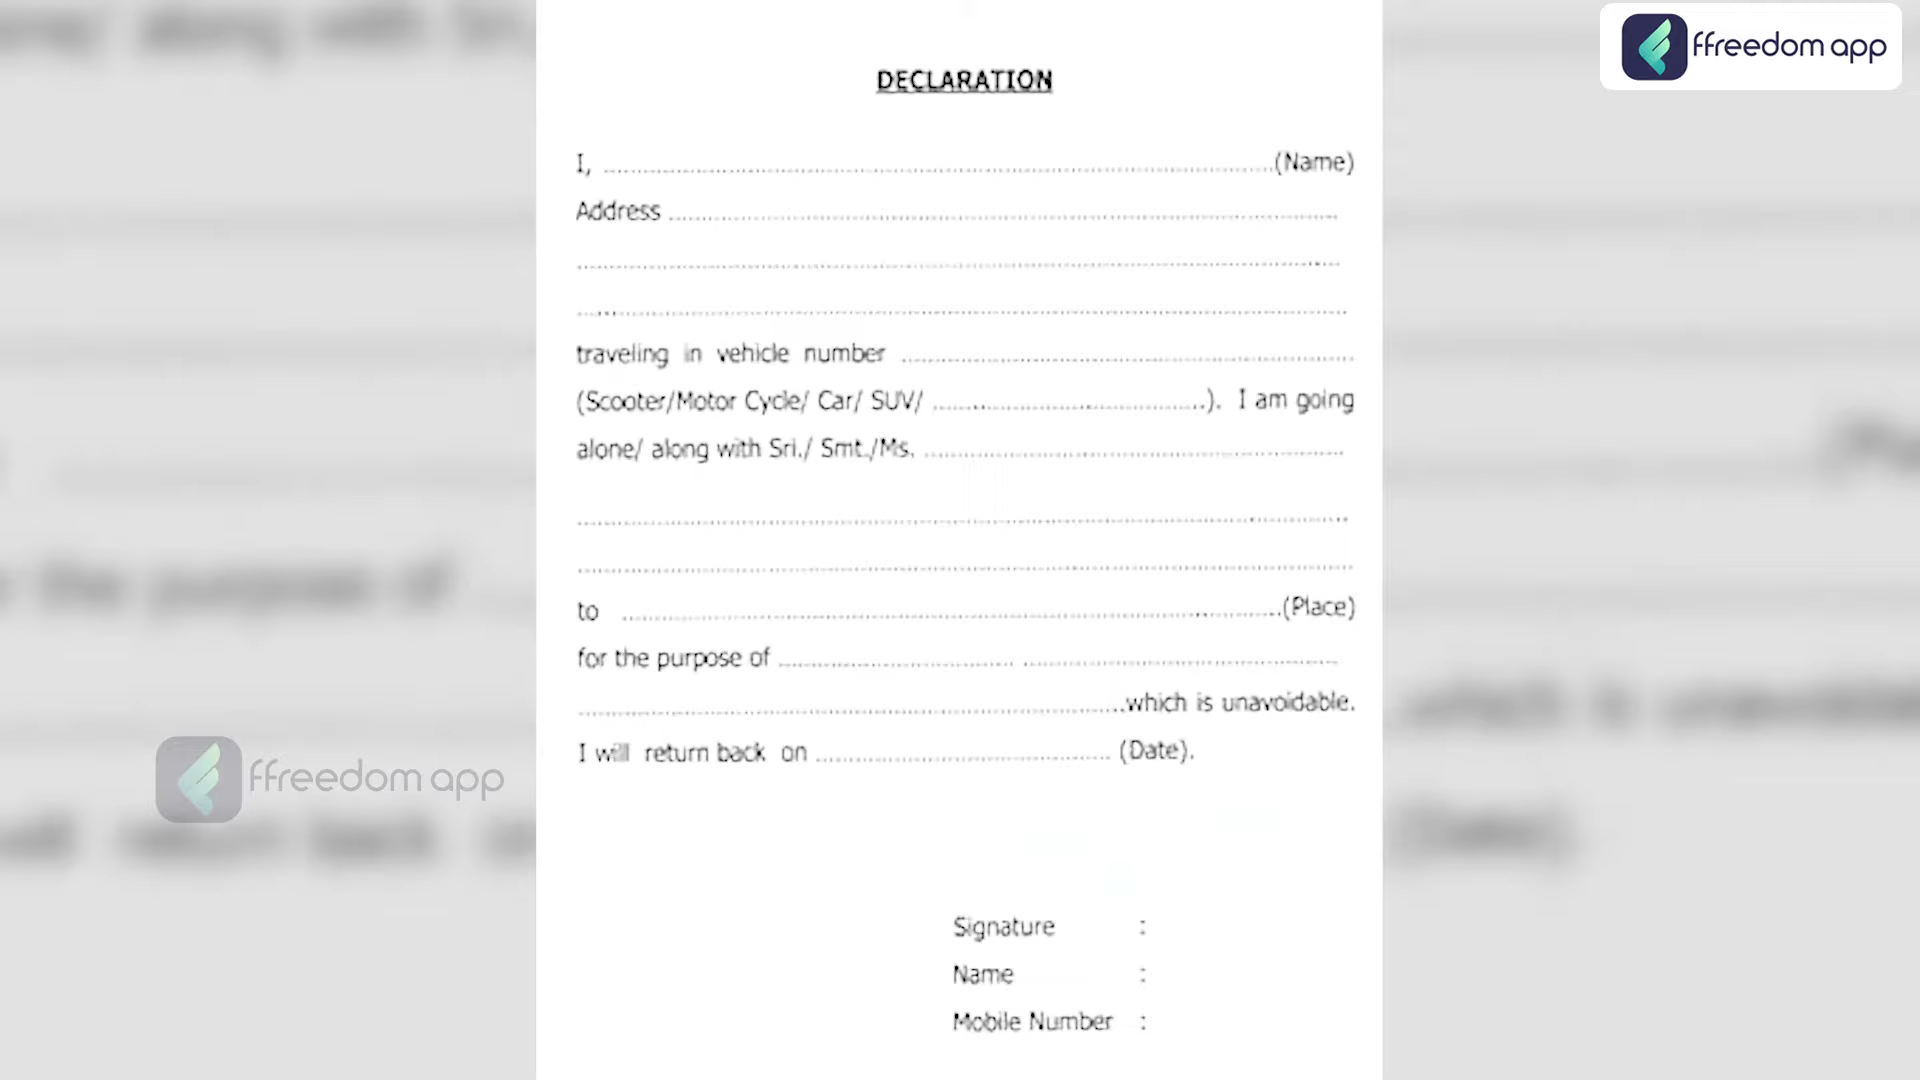 ffreedom app
DECLARATION
I, ........................................(Name)
Address ........................................
........................................
........................................
traveling in vehicle number ........................................
(Scooter/Motor Cycle/ Car/ SUV/ ..............................). I am going
alone/ along with Sri./ Smt./Ms. ........................................
........................................
........................................
to ........................................(Place)
for the purpose of ........................................
........................................which is unavoidable.
I will return back on .............................. (Date).
ffreedom app
Signature :
Name :
Mobile Number :